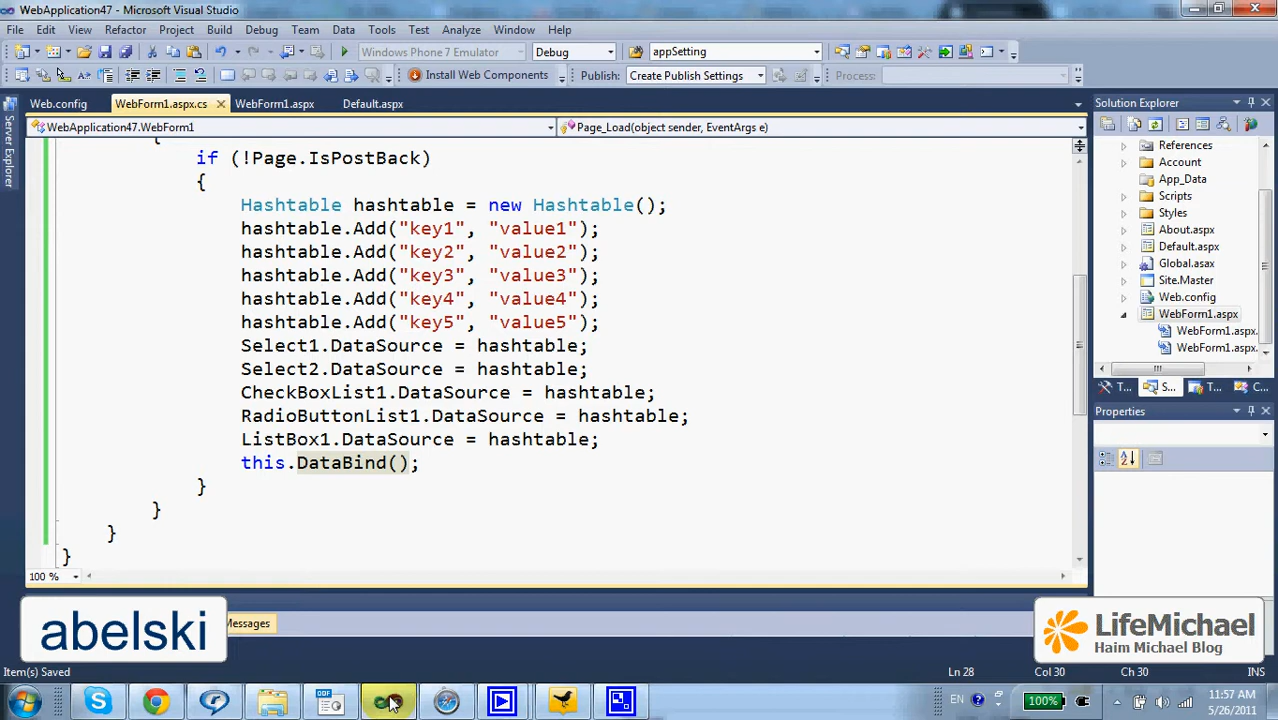 WebApplication47 - Microsoft Visual Studio
File Edit View Refactor Project Build Debug Team Data Tools Test Analyze Window Help
Windows Phone 7 Emulator Debug appSetting
Install Web Components Publish: Create Publish Settings Process:
Web.config WebForm1.aspx.cs WebForm1.aspx Default.aspx
Server Explorer
WebApplication47.WebForm1 Page_Load(object sender, EventArgs e)
{
if (!Page.IsPostBack)
{
Hashtable hashtable = new Hashtable();
hashtable.Add("key1", "value1");
hashtable.Add("key2", "value2");
hashtable.Add("key3", "value3");
hashtable.Add("key4", "value4");
hashtable.Add("key5", "value5");
Select1.DataSource = hashtable;
Select2.DataSource = hashtable;
CheckBoxList1.DataSource = hashtable;
RadioButtonList1.DataSource = hashtable;
ListBox1.DataSource = hashtable;
this.DataBind();
}
}
}
}
100 %
Solution Explorer
References
Account
App_Data
Scripts
Styles
About.aspx
Default.aspx
Global.asax
Site.Master
Web.config
WebForm1.aspx
WebForm1.aspx.
WebForm1.aspx.
T... S... T... C...
Properties
abelski
Messages
LifeMichael
Haim Michael Blog
Item(s) Saved Ln 28 Col 30 Ch 30 INS
EN 100% 11:57 AM
5/26/2011